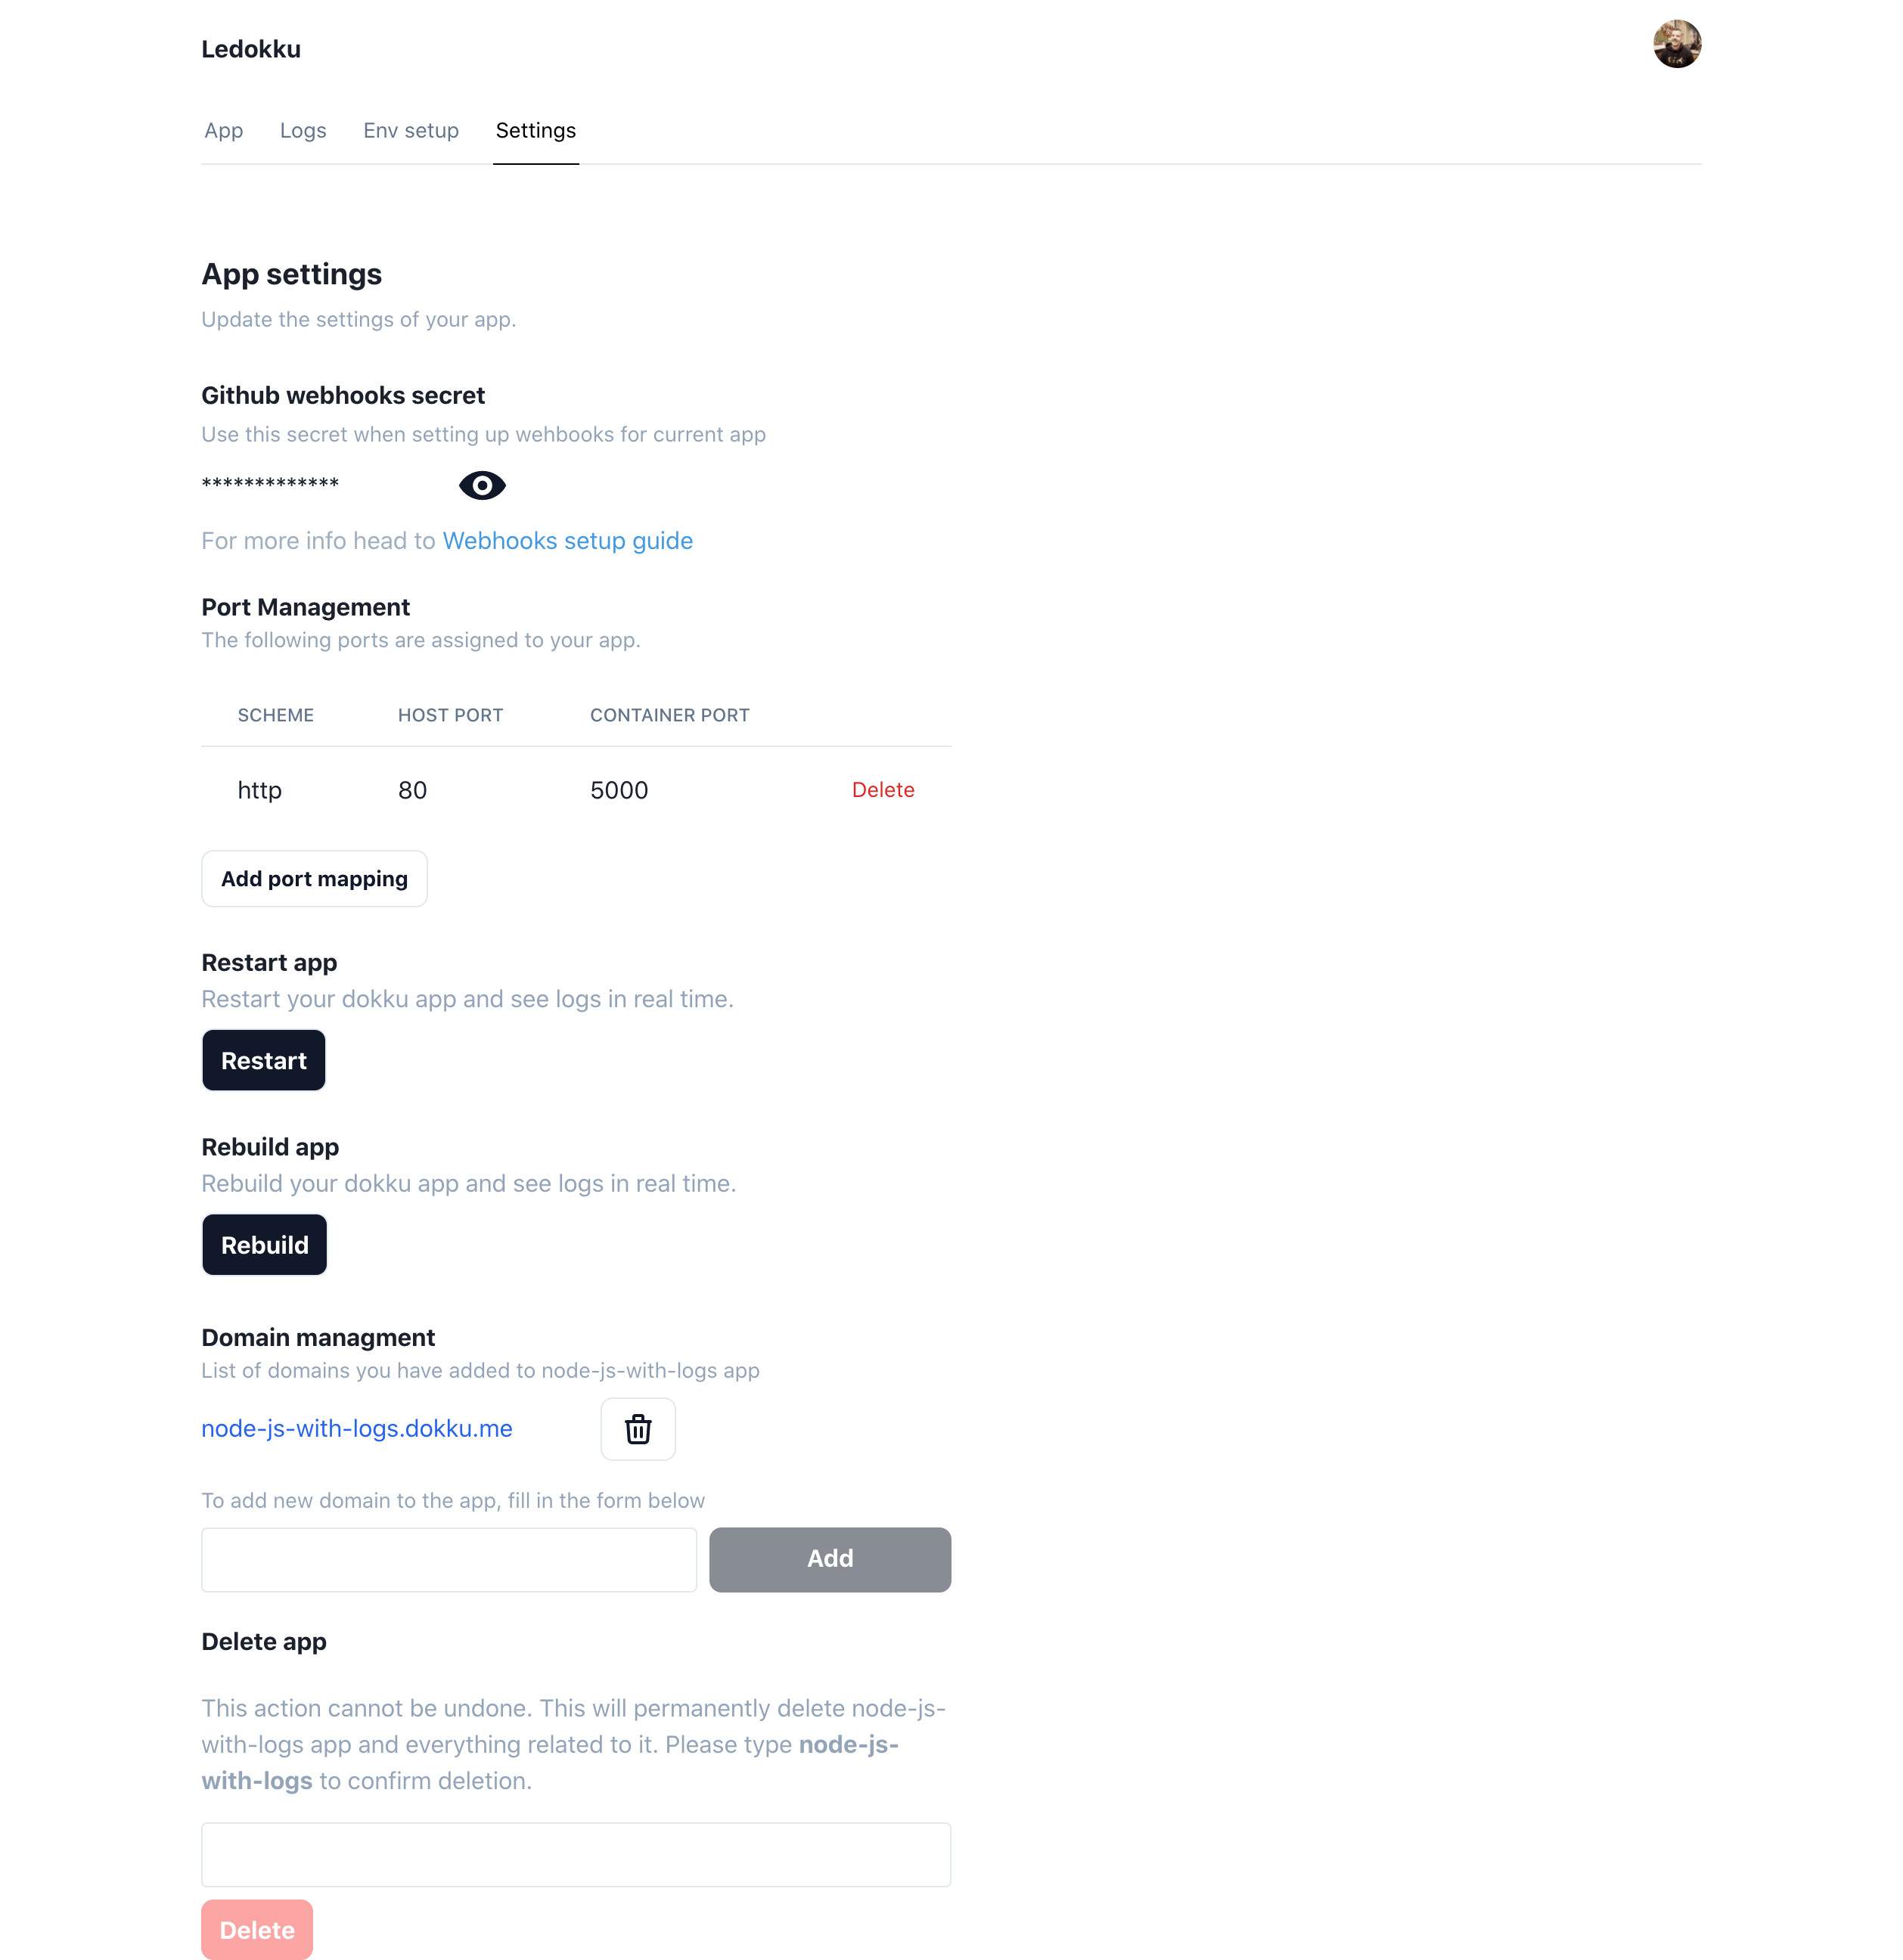 Ledokku
App Logs Env setup Settings
App settings
Update the settings of your app.
Github webhooks secret
Use this secret when setting up wehbooks for current app
*************
For more info head to Webhooks setup guide
Port Management
The following ports are assigned to your app.
SCHEME HOST PORT CONTAINER PORT
http 80 5000 Delete
Add port mapping
Restart app
Restart your dokku app and see logs in real time.
Restart
Rebuild app
Rebuild your dokku app and see logs in real time.
Rebuild
Domain managment
List of domains you have added to node-js-with-logs app
node-js-with-logs.dokku.me
To add new domain to the app, fill in the form below
Add
Delete app
This action cannot be undone. This will permanently delete node-js-
with-logs app and everything related to it. Please type node-js-
with-logs to confirm deletion.
Delete